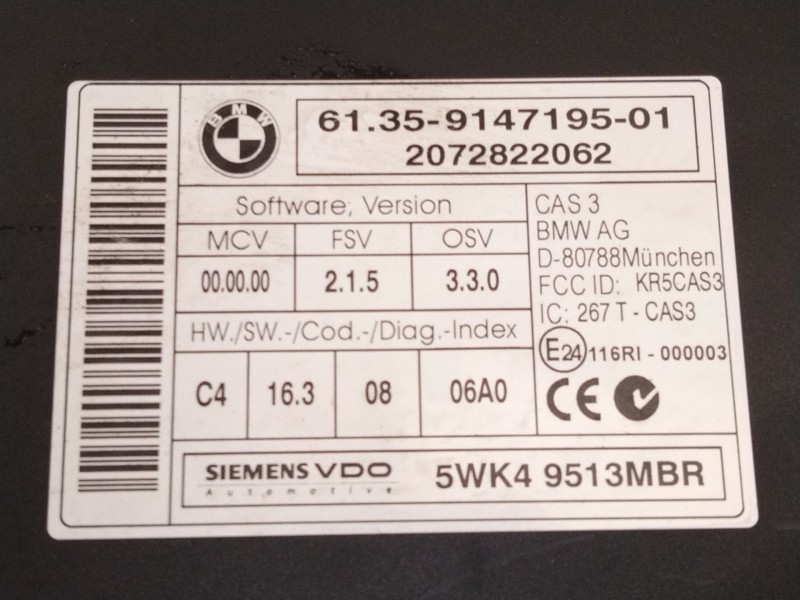 BMW
61.35-9147195-01
2072822062
Software, Version
MCV FSV OSV
00.00.00 2.1.5 3.3.0
HW./SW.-/Cod.-/Diag.-Index
C4 16.3 08 06A0
CAS 3
BMW AG
D-80788München
FCC ID: KR5CAS3
IC: 267 T - CAS3
E24 116RI - 000003
CE
SIEMENS VDO
Automotive
5WK4 9513MBR